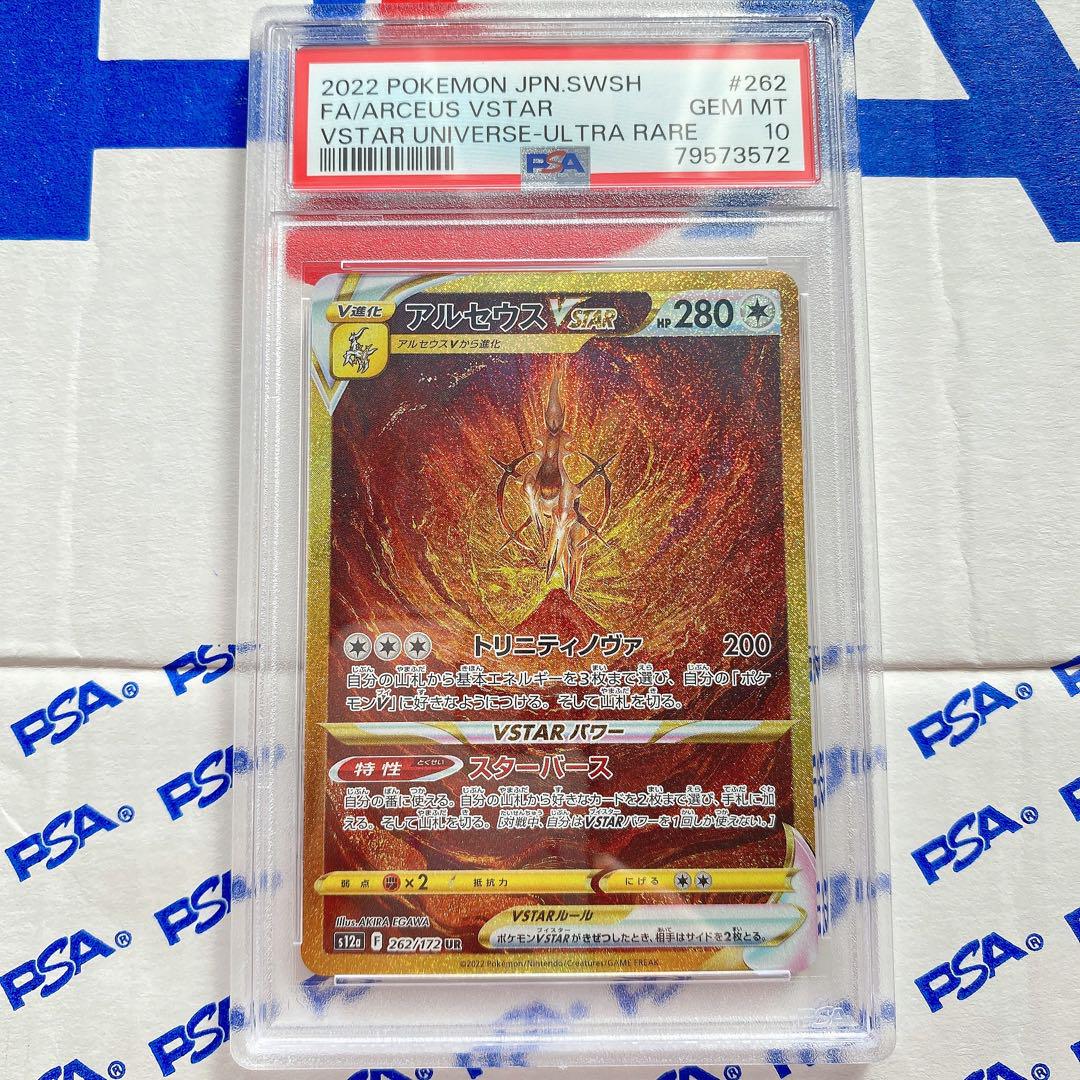 2022 POKEMON JPN.SWSH #262
FA/ARCEUS VSTAR GEM MT
VSTAR UNIVERSE-ULTRA RARE 10
PSA 79573572
V進化 アルセウス VSTAR HP 280
アルセウスVから進化
トリニティノヴァ 200
自分の山札から基本エネルギーを3枚まで選び、自分の「ポケ
モンV」に好きなようにつける。そして山札を切る。
VSTARパワー
特性 とくせい スターバース
自分の番に使える。自分の山札から好きなカードを2枚まで選び、手札に加
える。そして山札を切る。[対戦中、自分はVSTARパワーを1回しか使えない。]
弱点 ×2 抵抗力 にげる
Illus. AKIRA EGAWA
VSTARルール
s12a F 262/172 UR
ポケモンVSTARがきぜつしたとき、相手はサイドを2枚とる。
©2022 Pokémon/Nintendo/Creatures/GAME FREAK
PSA
PSA®
PSA®
PSA®
PSA®
PSA®
PSA®
PSA®
PSA®
PSA®
PSA®